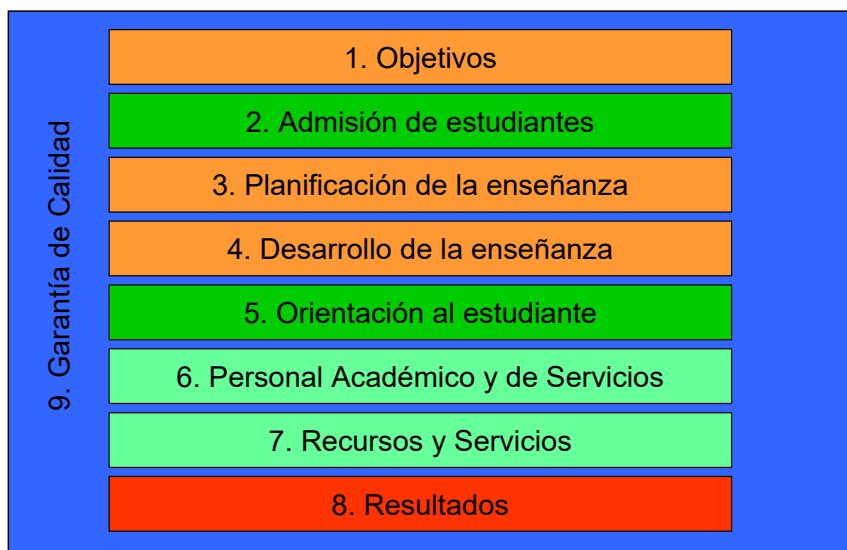 1. Objetivos
2. Admisión de estudiantes
3. Planificación de la enseñanza
4. Desarrollo de la enseñanza
5. Orientación al estudiante
6. Personal Académico y de Servicios
7. Recursos y Servicios
8. Resultados
9. Garantía de Calidad